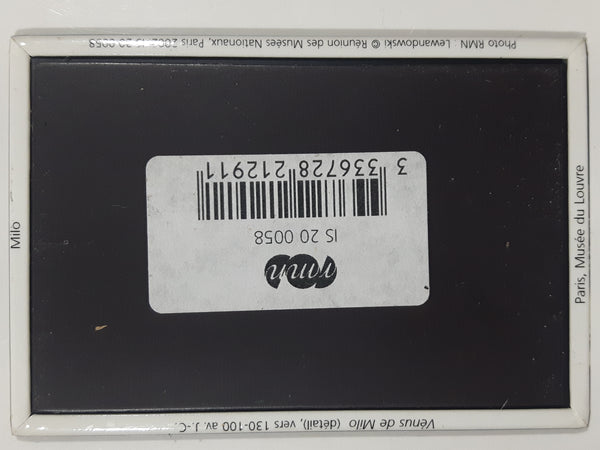 Photo RMN : Lewandowski © Réunion des Musées Nationaux, Paris 2002 IS 20 0058
Milo
rmn
IS 20 0058
3 336728 212911
Paris, Musée du Louvre
Vénus de Milo (détail), vers 130-100 av. J.-C.